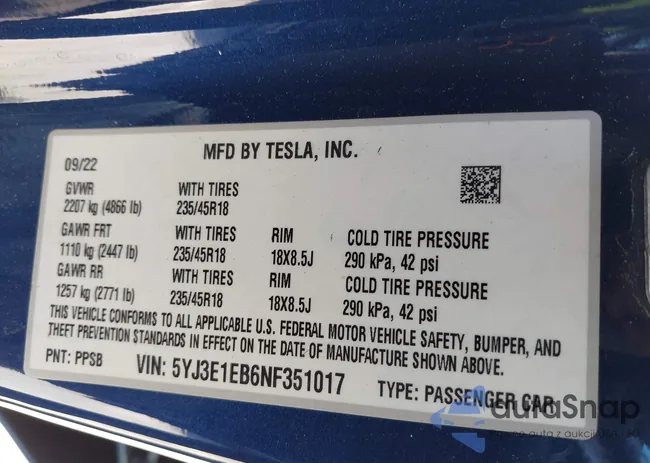 MFD BY TESLA, INC.
09/22
GVWR WITH TIRES
2207 kg (4866 lb) 235/45R18
GAWR FRT WITH TIRES RIM COLD TIRE PRESSURE
1110 kg (2447 lb) 235/45R18 18X8.5J 290 kPa, 42 psi
GAWR RR WITH TIRES RIM COLD TIRE PRESSURE
1257 kg (2771 lb) 235/45R18 18X8.5J 290 kPa, 42 psi
THIS VEHICLE CONFORMS TO ALL APPLICABLE U.S. FEDERAL MOTOR VEHICLE SAFETY, BUMPER, AND
THEFT PREVENTION STANDARDS IN EFFECT ON THE DATE OF MANUFACTURE SHOWN ABOVE.
PNT: PPSB VIN: 5YJ3E1EB6NF351017 TYPE: PASSENGER CAR
auraSnap
auta z aukcji